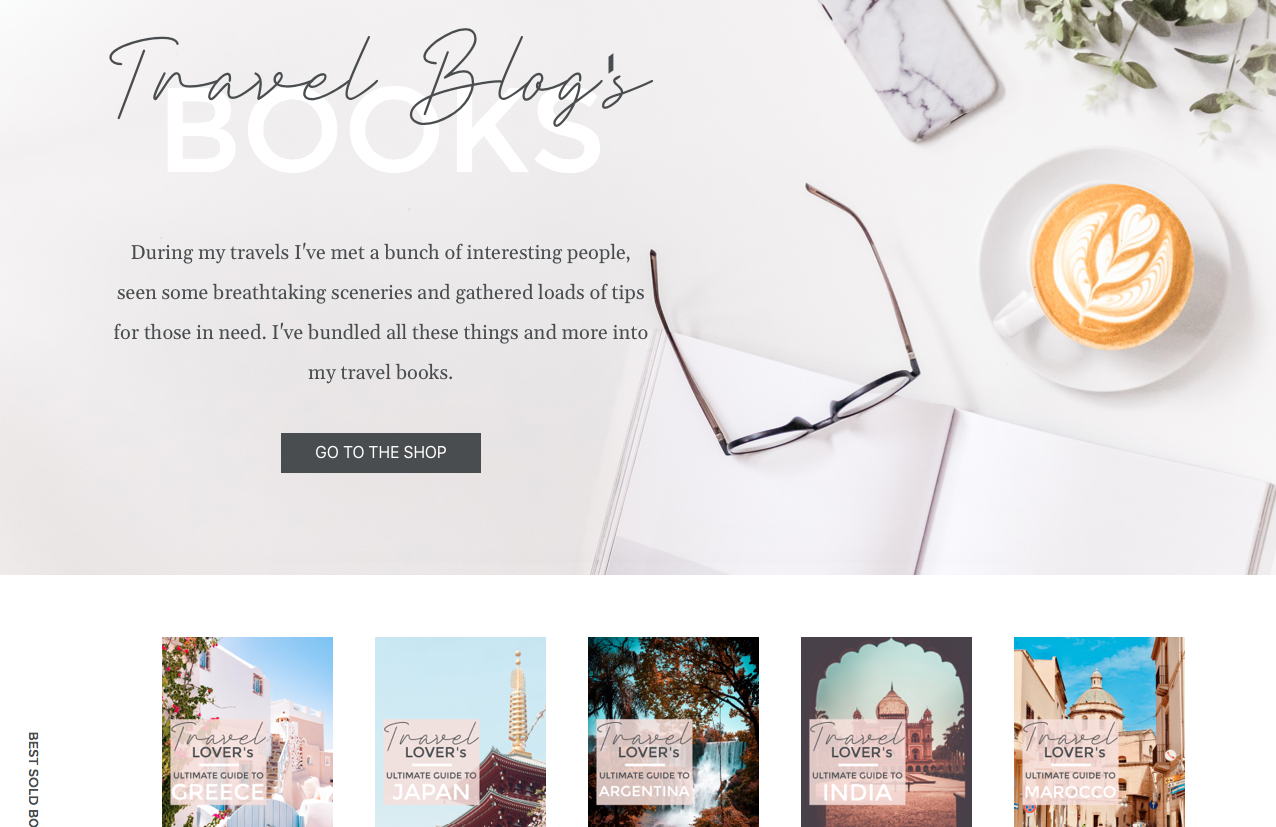 Travel Blog's
BOOKS
During my travels I've met a bunch of interesting people,
seen some breathtaking sceneries and gathered loads of tips
for those in need. I've bundled all these things and more into
my travel books.
GO TO THE SHOP
BEST SOLD BO
Travel
LOVER's
ULTIMATE GUIDE TO
GREECE
Travel
LOVER's
ULTIMATE GUIDE TO
JAPAN
Travel
LOVER's
ULTIMATE GUIDE TO
ARGENTINA
Travel
LOVER's
ULTIMATE GUIDE TO
INDIA
Travel
LOVER's
ULTIMATE GUIDE TO
MAROCCO